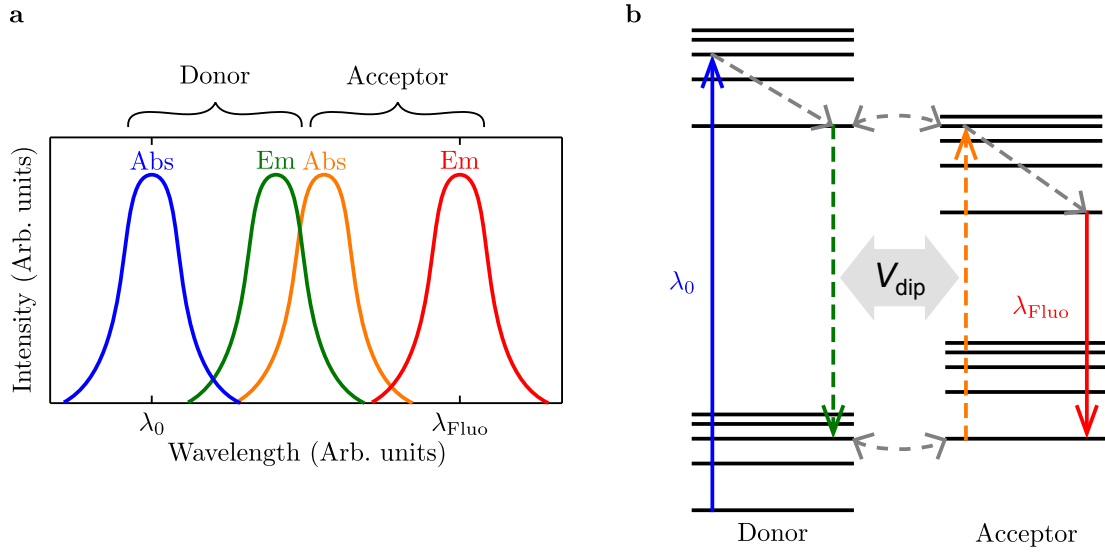 a
Donor
Acceptor
Abs
Em
Abs
Em
Intensity (Arb. units)
λ0
λFluo
Wavelength (Arb. units)
b
λ0
Vdip
λFluo
Donor
Acceptor